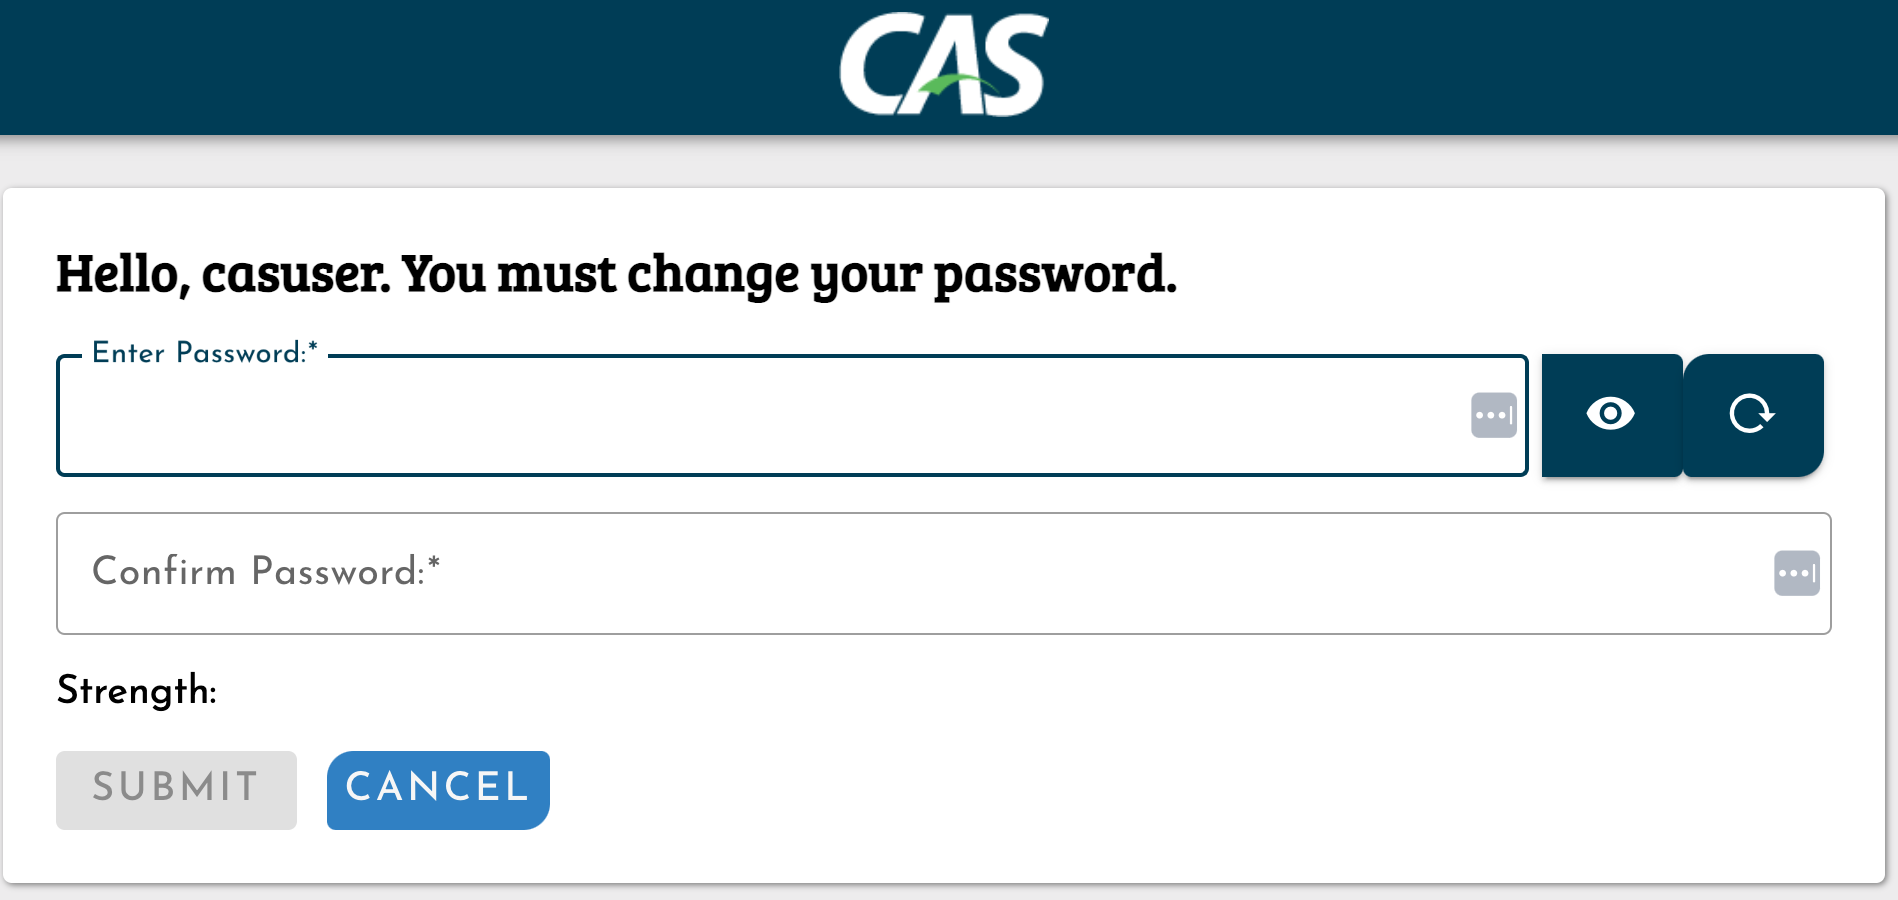 CAS
Hello, casuser. You must change your password.
Enter Password:*
Confirm Password:*
Strength:
SUBMIT CANCEL